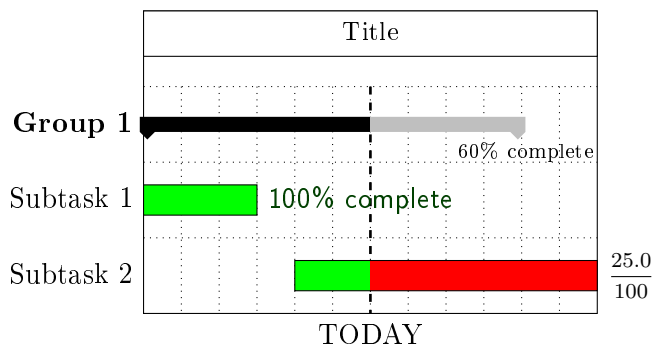 Title
Group 1
60% complete
Subtask 1
100% complete
Subtask 2
25.0
100
TODAY